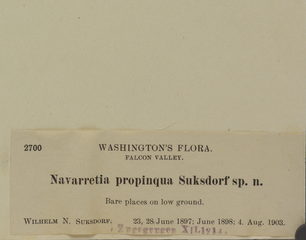 2700 WASHINGTON'S FLORA.
FALCON VALLEY.
Navarretia propinqua Suksdorf sp. n.
Bare places on low ground.
WILHELM N. SUKSDORF. 23, 28 June 1897; June 1898; 4 Aug. 1903.